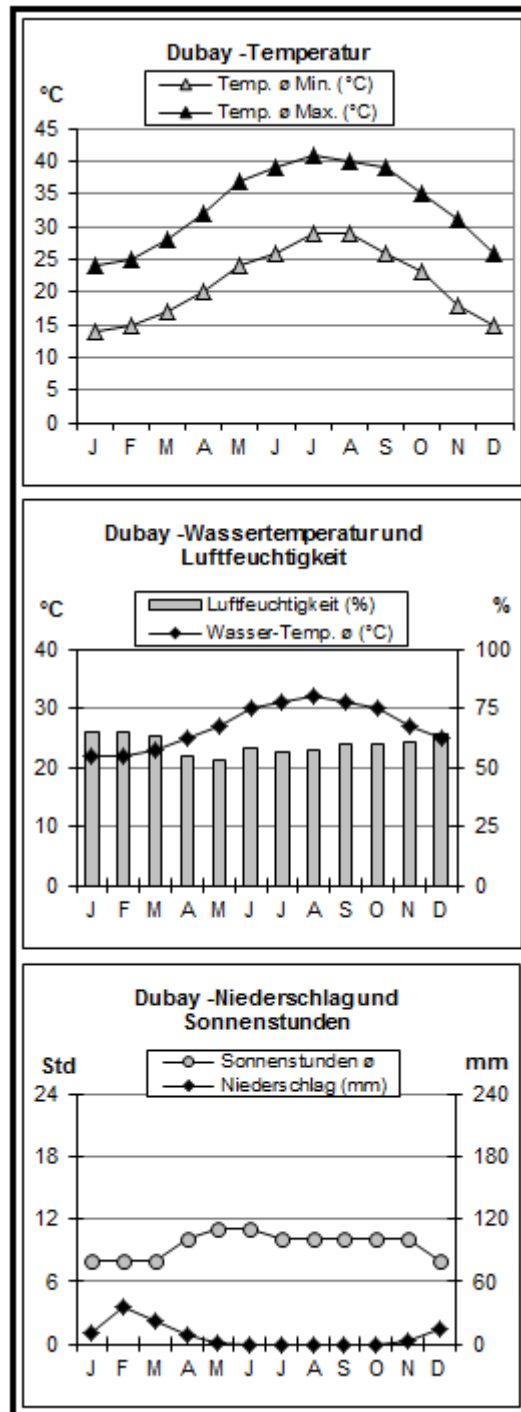 Dubay -Temperatur
°C
Temp. ø Min. (°C)
Temp. ø Max. (°C)
45
40
35
30
25
20
15
10
5
0
J F M A M J J A S O N D
Dubay -Wassertemperatur und
Luftfeuchtigkeit
°C
%
Luftfeuchtigkeit (%)
Wasser-Temp. ø (°C)
40 100
30 75
20 50
10 25
0 0
J F M A M J J A S O N D
Dubay -Niederschlag und
Sonnenstunden
Std mm
Sonnenstunden ø
Niederschlag (mm)
24 240
18 180
12 120
6 60
0 0
J F M A M J J A S O N D